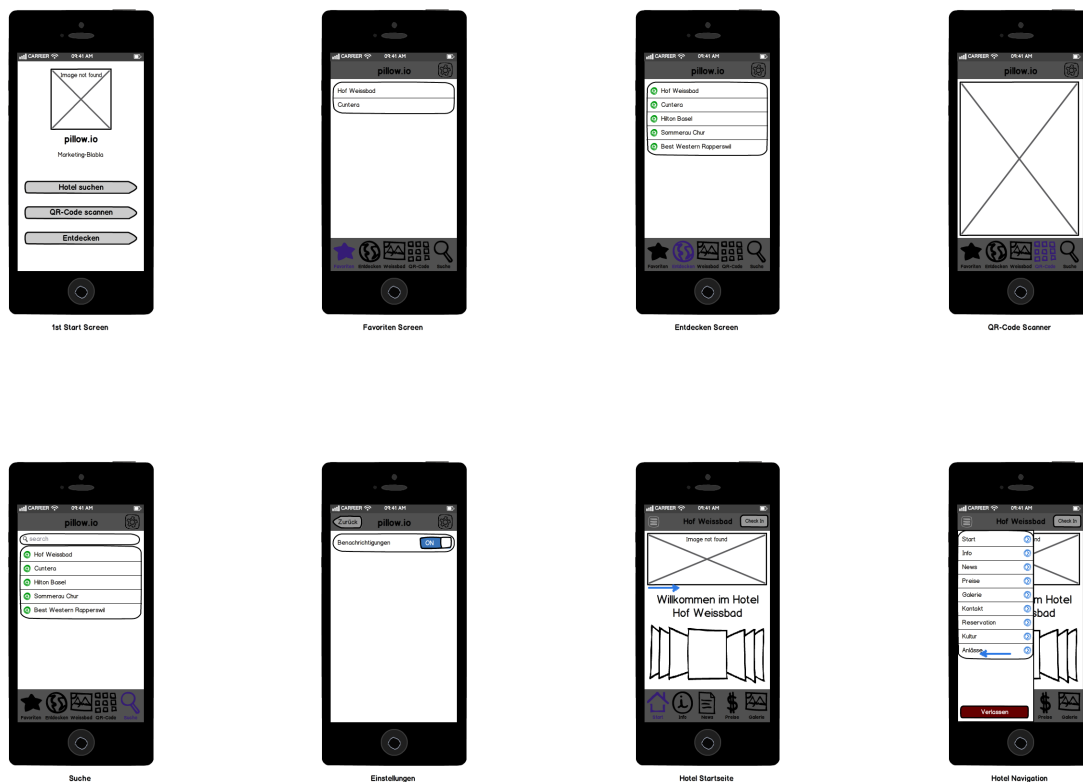 CARRIER 09:41 AM
Image not found
pillow.io
Marketing-Blabla
Hotel suchen
QR-Code scannen
Entdecken
1st Start Screen
CARRIER 09:41 AM
pillow.io
Hof Weissbad
Cuntera
Favoriten Entdecken Weissbad QR-Code Suche
Favoriten Screen
CARRIER 09:41 AM
pillow.io
Hof Weissbad
Cuntera
Hilton Basel
Sommerau Chur
Best Western Rapperswil
Favoriten Entdecken Weissbad QR-Code Suche
Entdecken Screen
CARRIER 09:41 AM
pillow.io
Favoriten Entdecken Weissbad QR-Code Suche
QR-Code Scanner
CARRIER 09:41 AM
pillow.io
search
Hof Weissbad
Cuntera
Hilton Basel
Sommerau Chur
Best Western Rapperswil
Favoriten Entdecken Weissbad QR-Code Suche
Suche
CARRIER 09:41 AM
Zurück pillow.io
Benachrichtigungen ON
Einstellungen
CARRIER 09:41 AM
Hof Weissbad Check In
Image not found
Willkommen im Hotel
Hof Weissbad
Start Info News Preise Galerie
Hotel Startseite
CARRIER 09:41 AM
Hof Weissbad Check In
Start
Info
News
Preise
Galerie
Kontakt
Reservation
Kultur
Anlässe
nd
m Hotel
sbad
Verlassen
Preise Galerie
Hotel Navigation